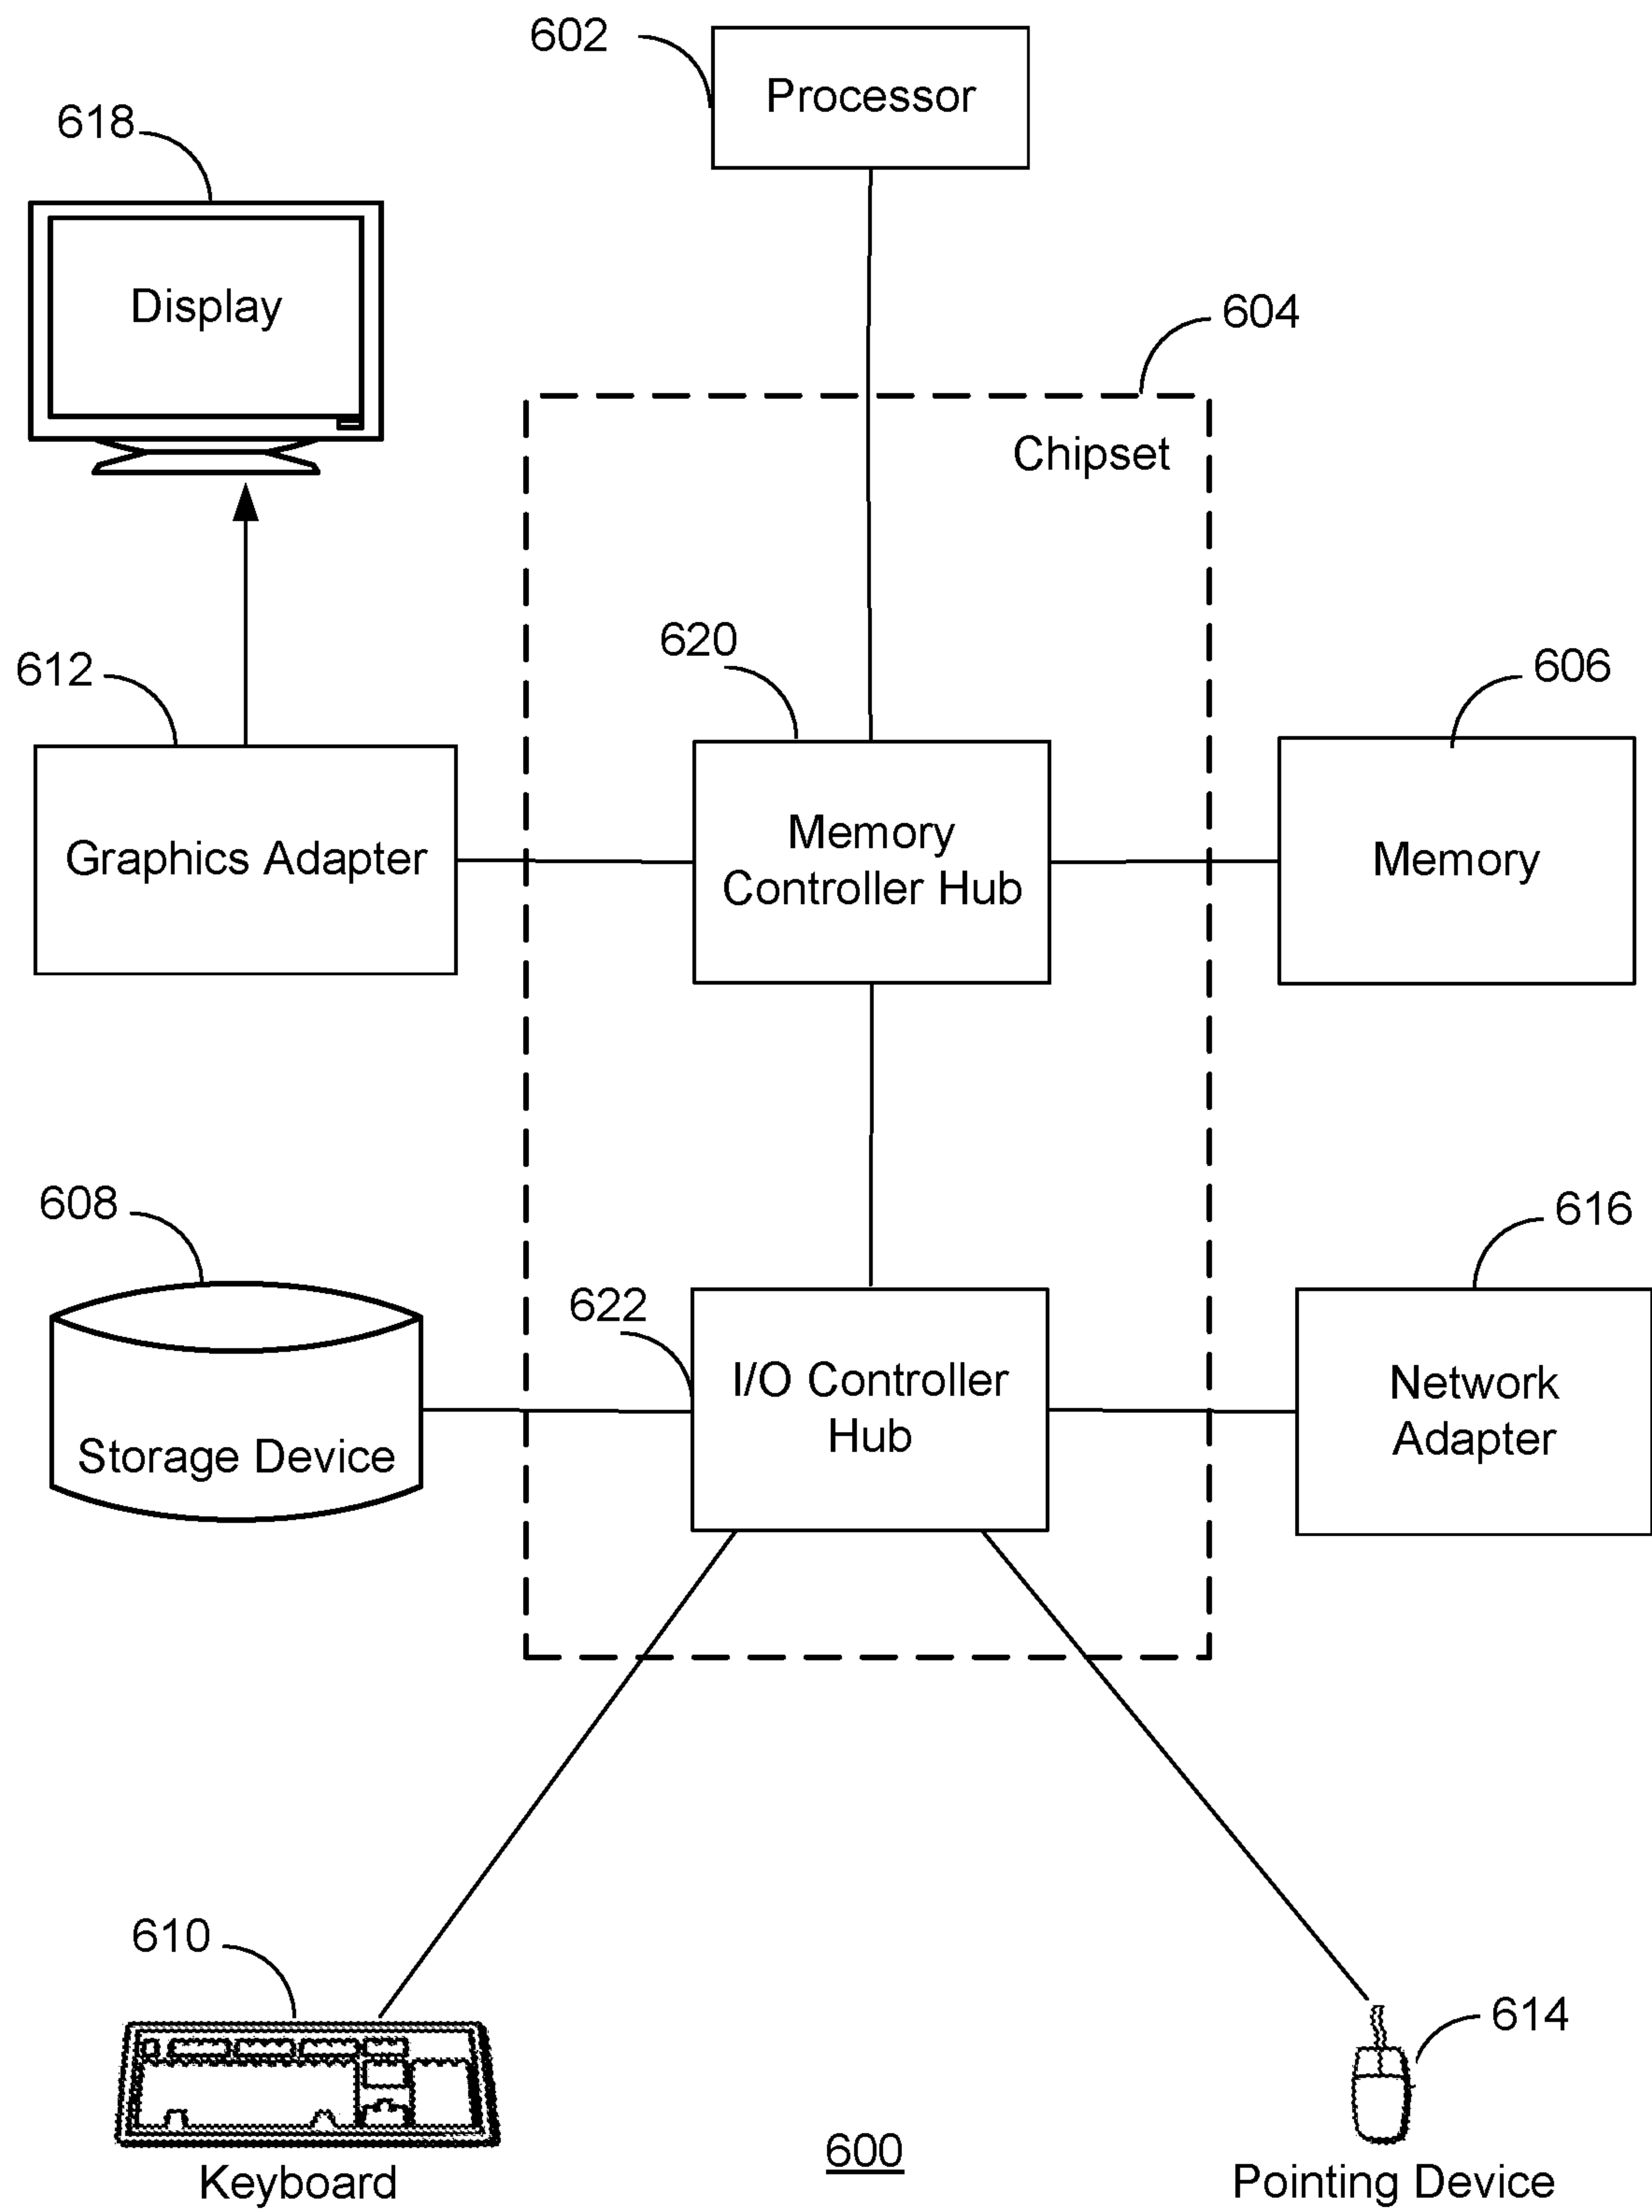 602
Processor
618
Display
604
Chipset
620
612
606
Graphics Adapter
Memory
Controller Hub
Memory
608
616
622
Storage Device
I/O Controller
Hub
Network
Adapter
610
614
Keyboard
600
Pointing Device